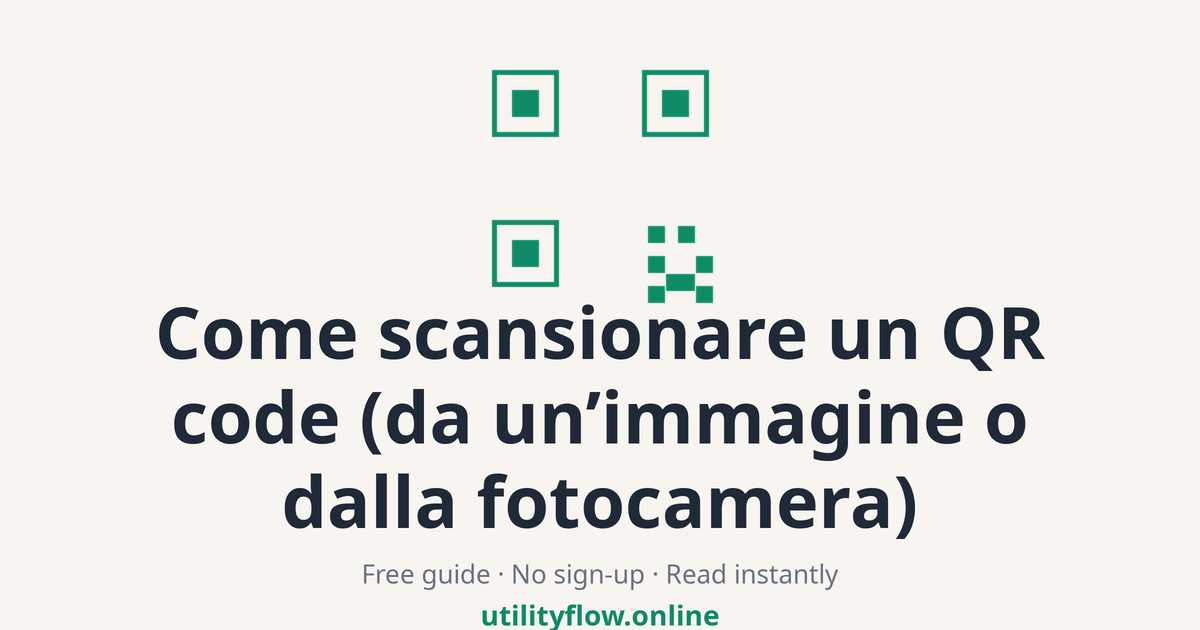 Come scansionare un QR
code (da un’immagine o
dalla fotocamera)
Free guide · No sign-up · Read instantly
utilityflow.online